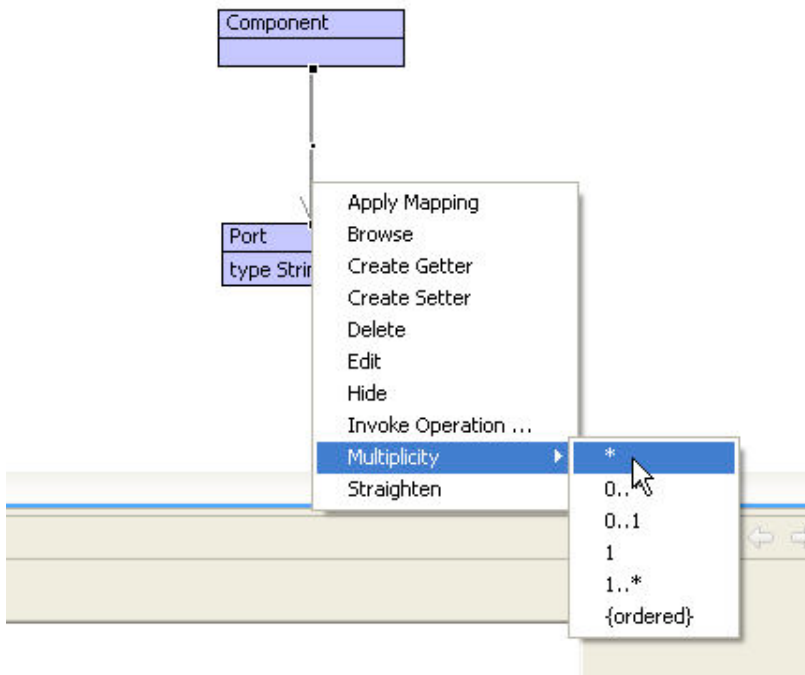 Component
Port
type Strin
Apply Mapping
Browse
Create Getter
Create Setter
Delete
Edit
Hide
Invoke Operation ...
Multiplicity
Straighten
*
0..*
0..1
1
1..*
{ordered}